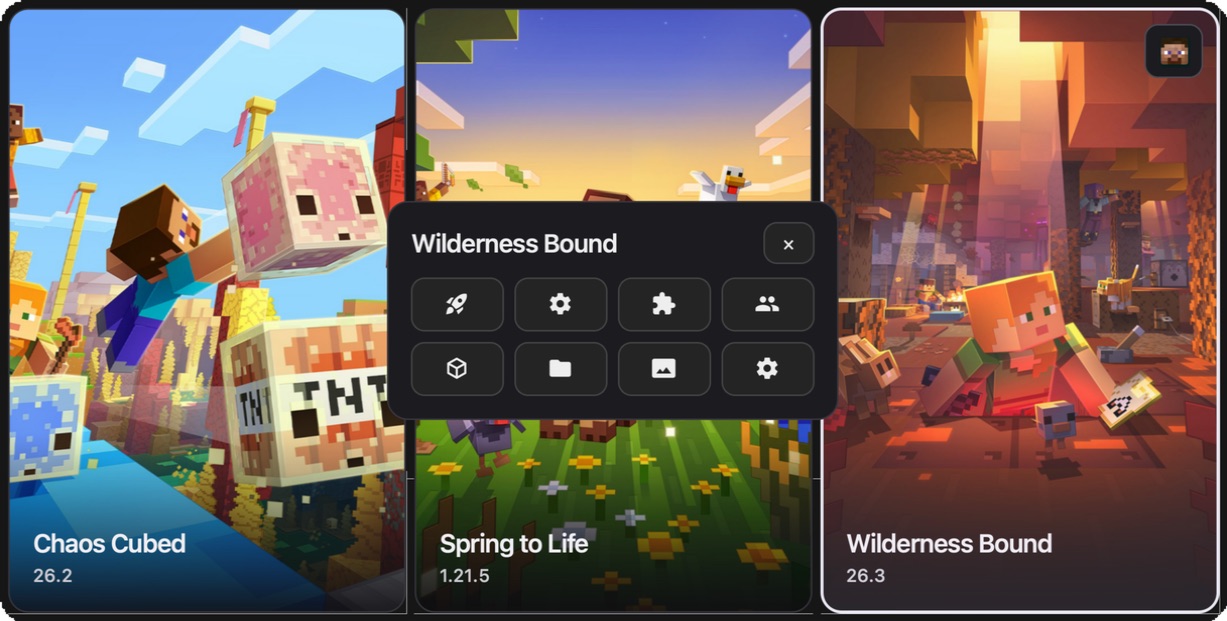 TNT
TNT
Wilderness Bound
Chaos Cubed
26.2
Spring to Life
1.21.5
Wilderness Bound
26.3